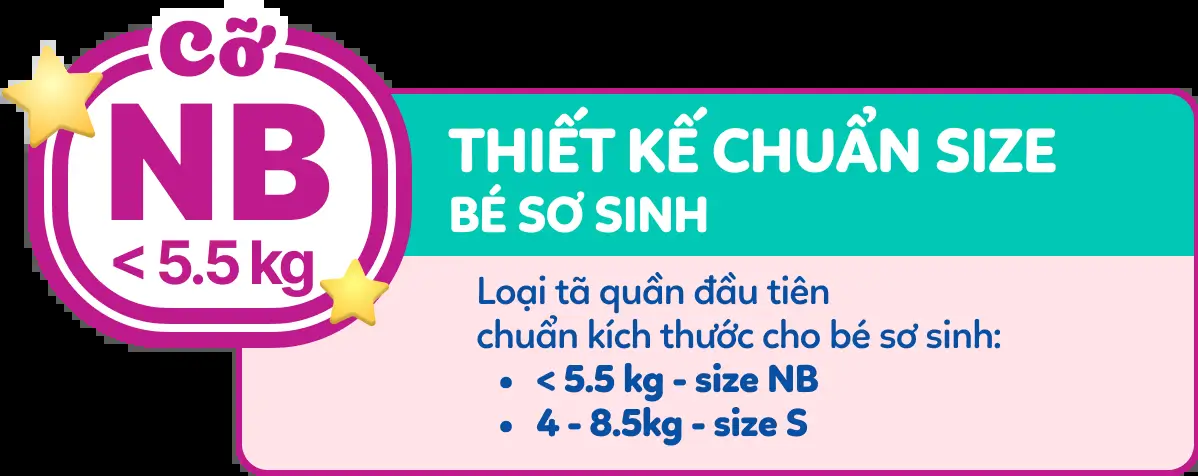 Cỡ
NB
< 5.5 kg
THIẾT KẾ CHUẨN SIZE
BÉ SƠ SINH
Loại tã quần đầu tiên
chuẩn kích thước cho bé sơ sinh:
• < 5.5 kg - size NB
• 4 - 8.5kg - size S